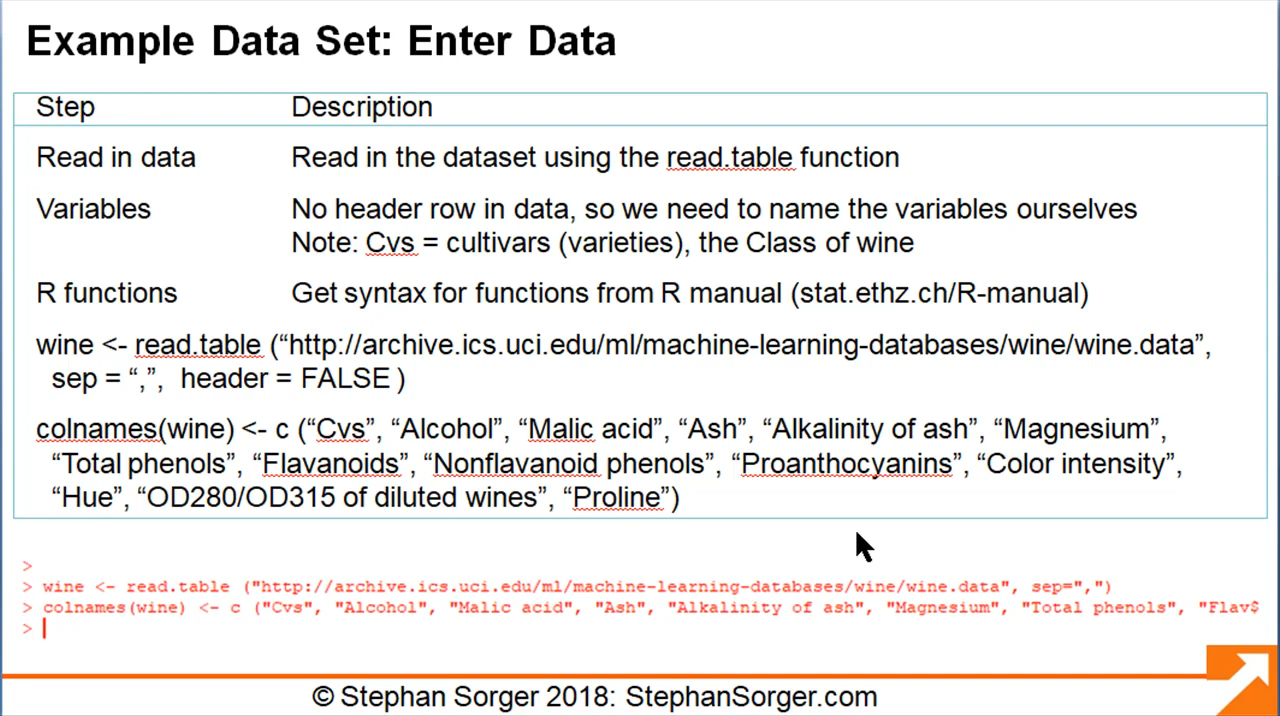 Example Data Set: Enter Data
Step Description
Read in data Read in the dataset using the read.table function
Variables No header row in data, so we need to name the variables ourselves
Note: Cvs = cultivars (varieties), the Class of wine
R functions Get syntax for functions from R manual (stat.ethz.ch/R-manual)
wine <- read.table (“http://archive.ics.uci.edu/ml/machine-learning-databases/wine/wine.data”,
sep = “,”, header = FALSE )
colnames(wine) <- c (“Cvs”, “Alcohol”, “Malic acid”, “Ash”, “Alkalinity of ash”, “Magnesium”,
“Total phenols”, “Flavanoids”, “Nonflavanoid phenols”, “Proanthocyanins”, “Color intensity”,
“Hue”, “OD280/OD315 of diluted wines”, “Proline”)
>
> wine <- read.table ("http://archive.ics.uci.edu/ml/machine-learning-databases/wine/wine.data", sep=",")
> colnames(wine) <- c ("Cvs", "Alcohol", "Malic acid", "Ash", "Alkalinity of ash", "Magnesium", "Total phenols", "Flav$
>
© Stephan Sorger 2018: StephanSorger.com